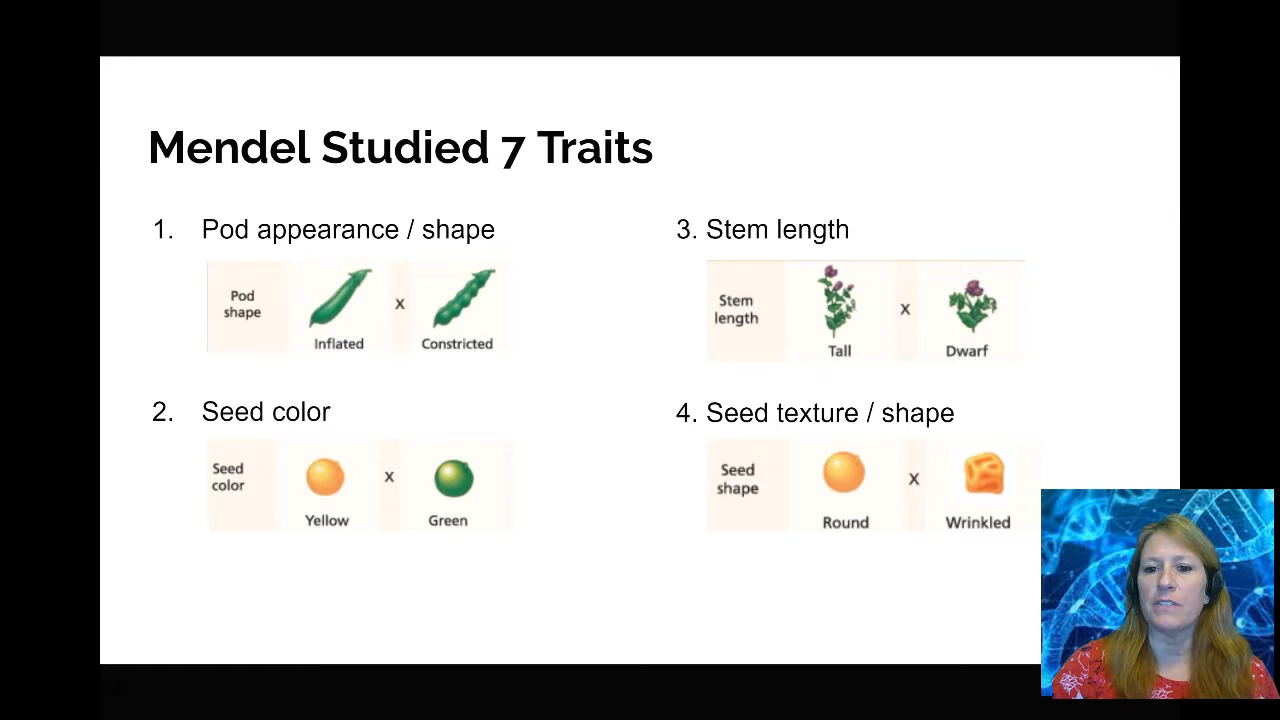 Mendel Studied 7 Traits
1. Pod appearance / shape
Pod
shape
x
Inflated
Constricted
2. Seed color
Seed
color
x
Yellow
Green
3. Stem length
Stem
length
x
Tall
Dwarf
4. Seed texture / shape
Seed
shape
x
Round
Wrinkled